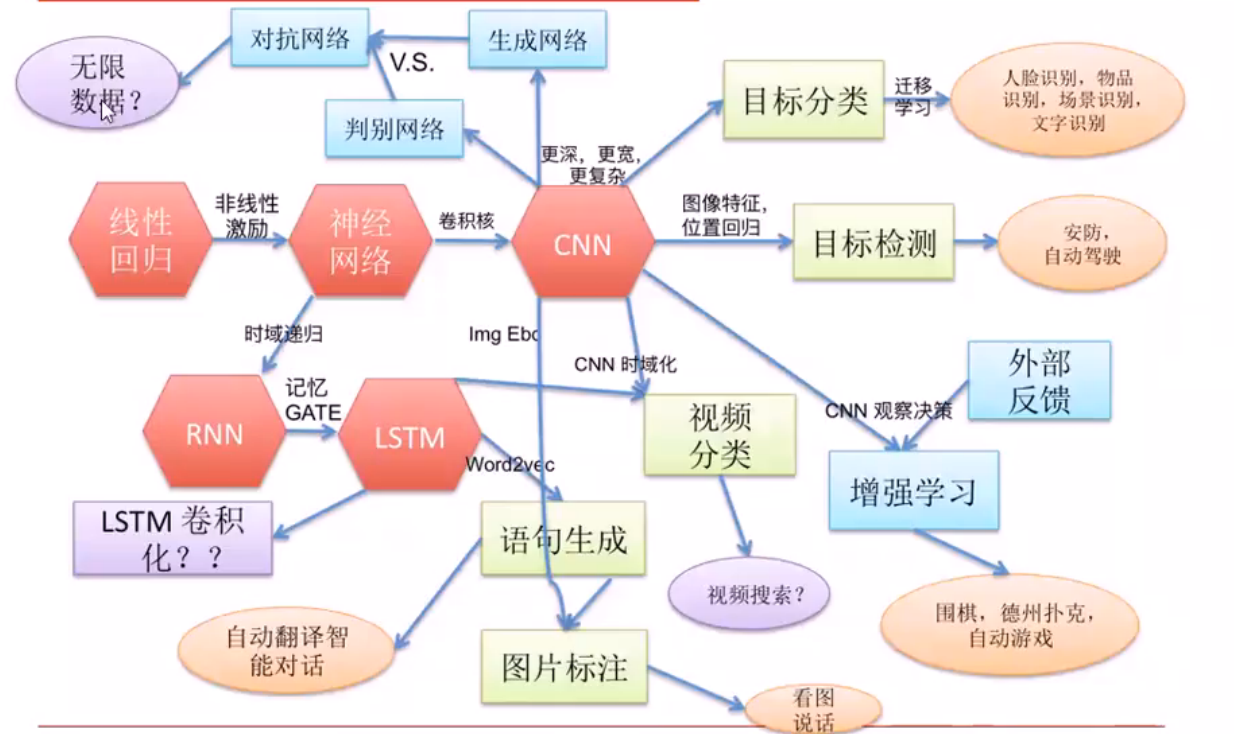 对抗网络
生成网络
无限
数据？
V.S.
判别网络
目标分类
迁移
学习
人脸识别，物品
识别，场景识别，
文字识别
更深，更宽，
更复杂
线性
回归
非线性
激励
神经
网络
卷积核
CNN
图像特征，
位置回归
目标检测
安防，
自动驾驶
时域递归
Img Ebd
CNN 时域化
外部
反馈
RNN
记忆
GATE
LSTM
视频
分类
CNN 观察决策
Word2vec
增强学习
LSTM 卷积
化？？
语句生成
视频搜索？
围棋，德州扑克，
自动游戏
自动翻译智
能对话
图片标注
看图
说话